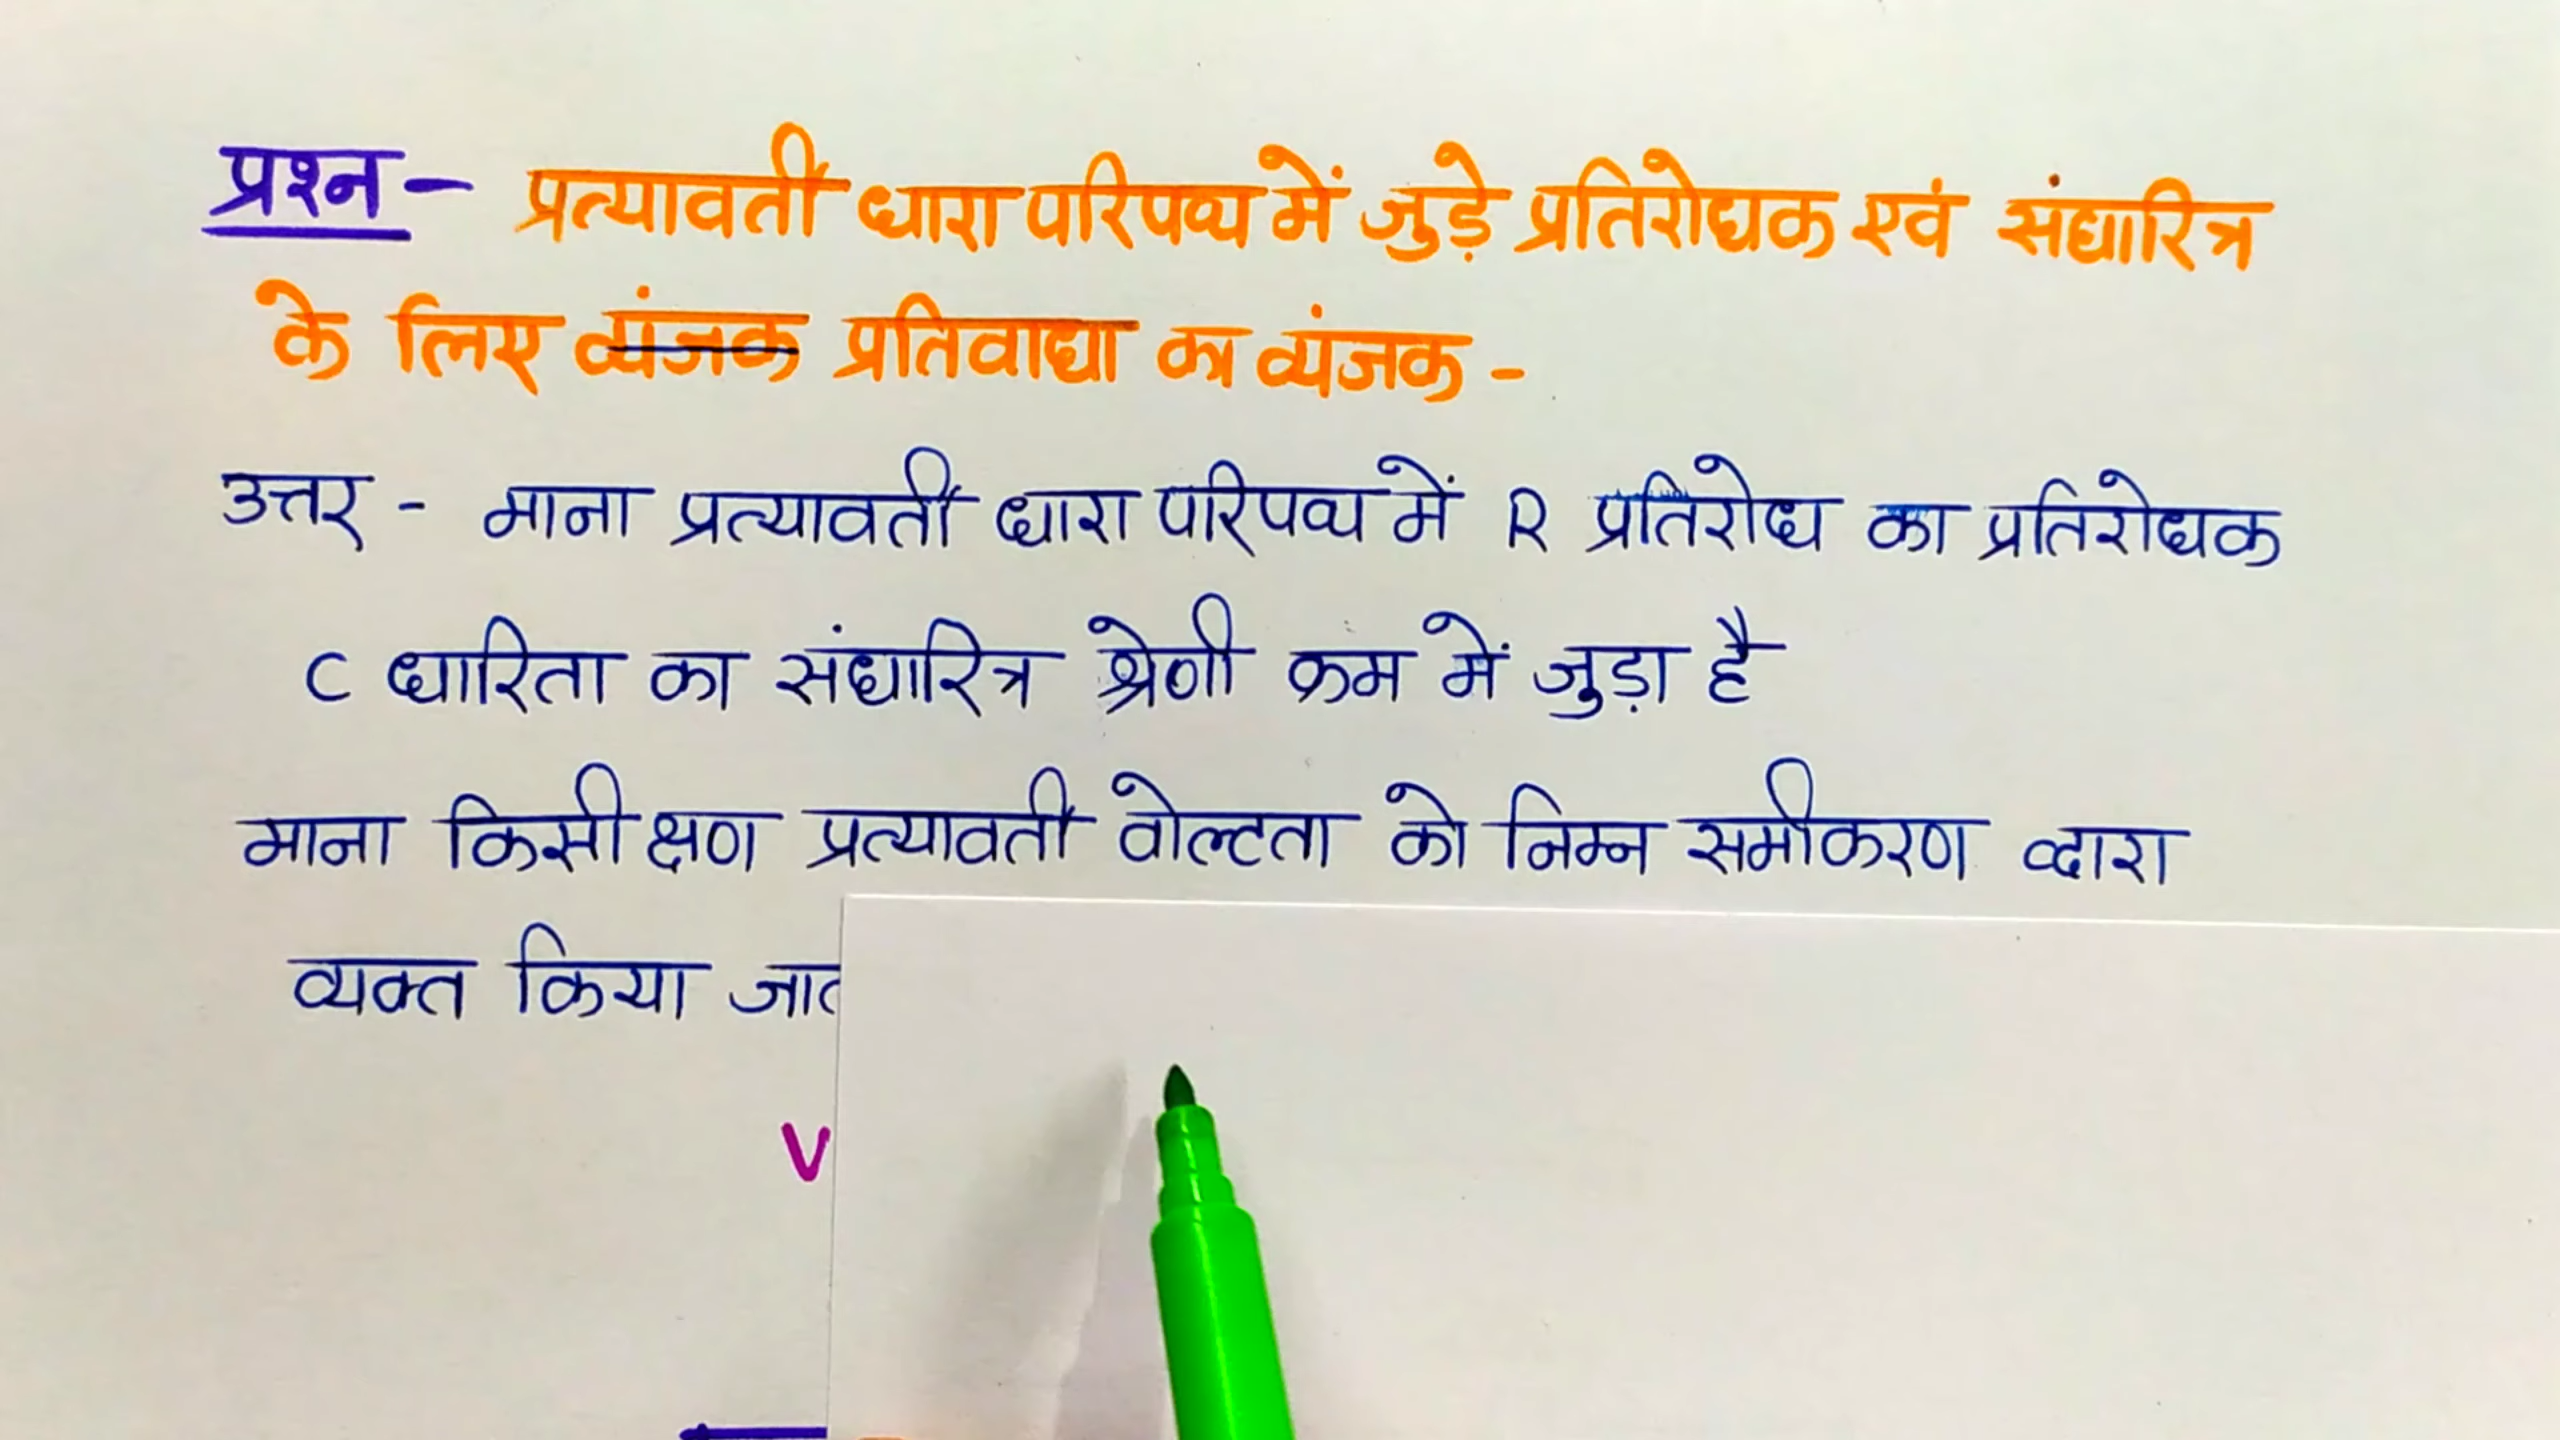 प्रश्न - प्रत्यावर्ती धारा परिपथ में जुड़े प्रतिरोधक एवं संधारित्र
के लिए व्यंजक प्रतिवाधा का व्यंजक -
उत्तर - माना प्रत्यावर्ती धारा परिपथ में R प्रतिरोध का प्रतिरोधक
C धारिता का संधारित्र श्रेणी क्रम में जुड़ा है
माना किसी क्षण प्रत्यावर्ती वोल्टता को निम्न समीकरण द्वारा
व्यक्त किया
V